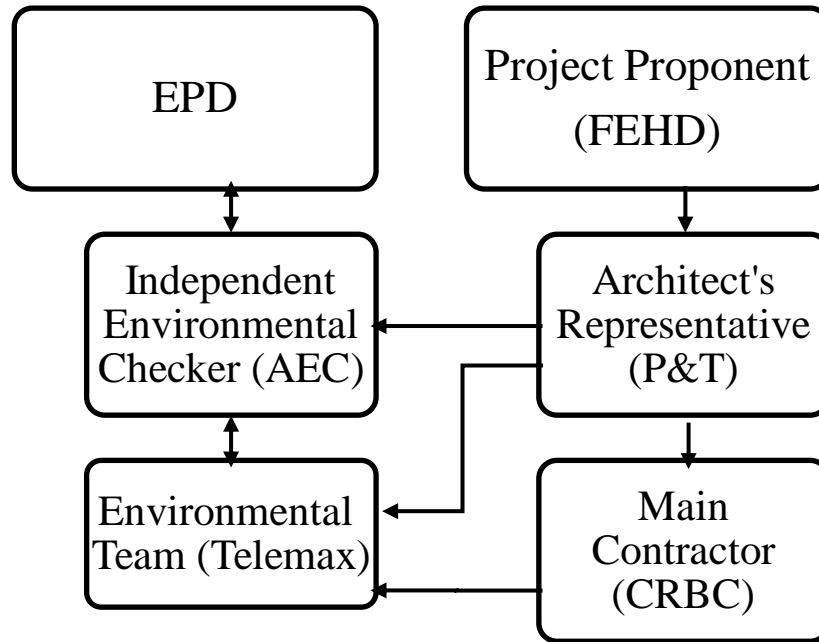 EPD
Project Proponent
(FEHD)
Independent
Environmental
Checker (AEC)
Architect's
Representative
(P&T)
Environmental
Team (Telemax)
Main
Contractor
(CRBC)